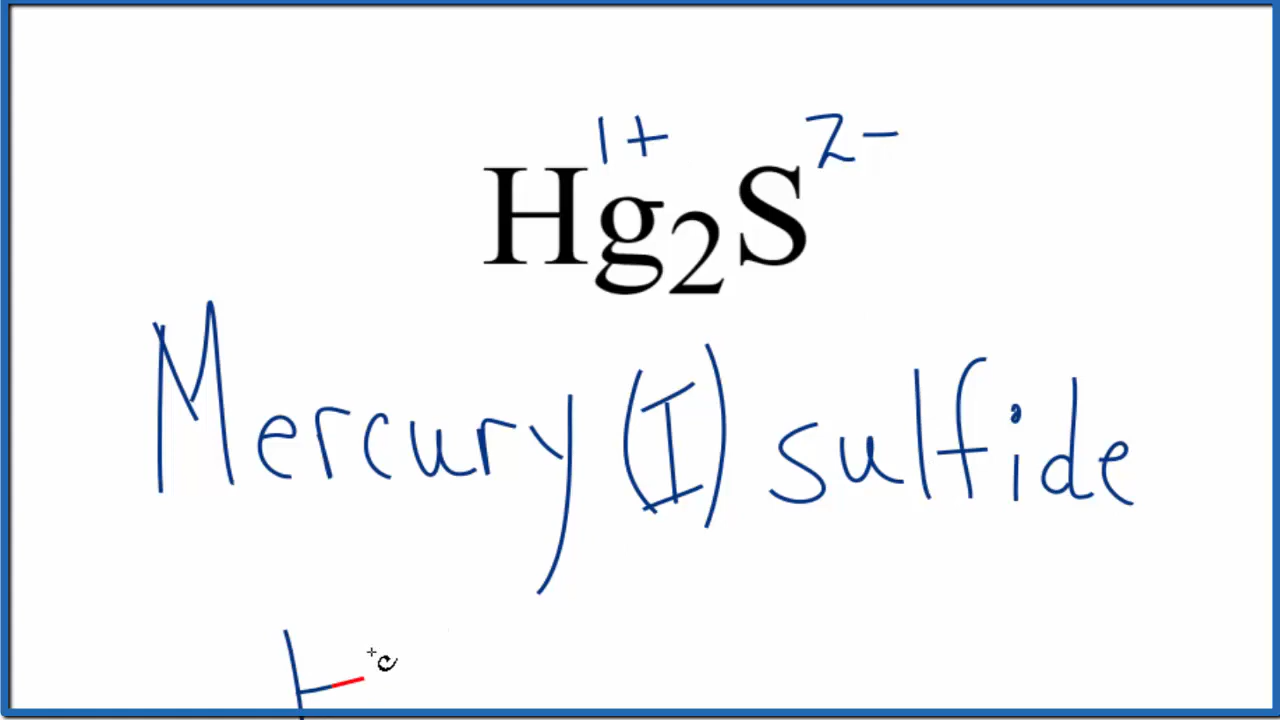 1+ 2-
Hg₂S
Mercury (I) sulfide